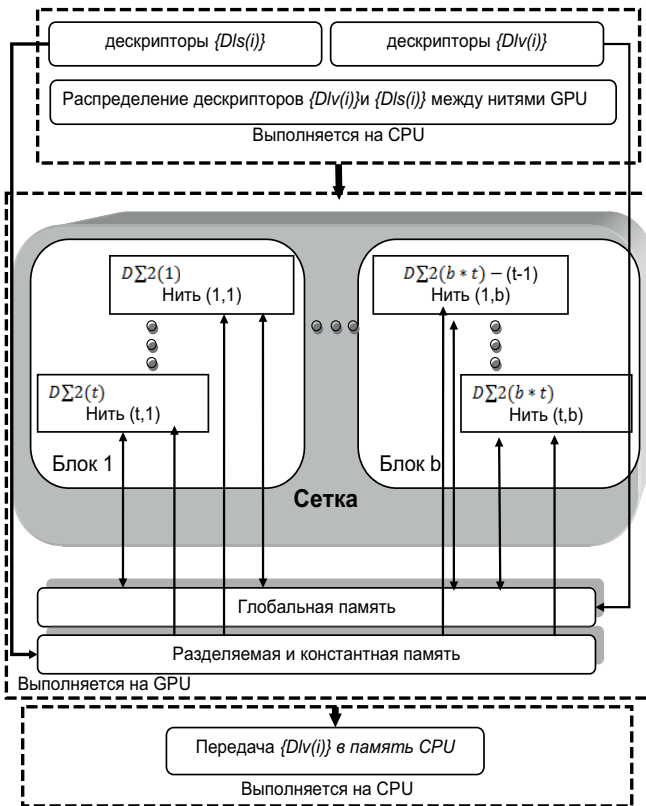 дескрипторы {Dls(i)}
дескрипторы {Dlv(i)}
Распределение дескрипторов {Dlv(i)}и {Dls(i)} между нитями GPU
Выполняется на CPU
D∑2(1)
Нить (1,1)
D∑2(b * t) – (t-1)
Нить (1,b)
D∑2(t)
Нить (t,1)
D∑2(b * t)
Нить (t,b)
Блок 1
Блок b
Сетка
Глобальная память
Разделяемая и константная память
Выполняется на GPU
Передача {Dlv(i)} в память CPU
Выполняется на CPU